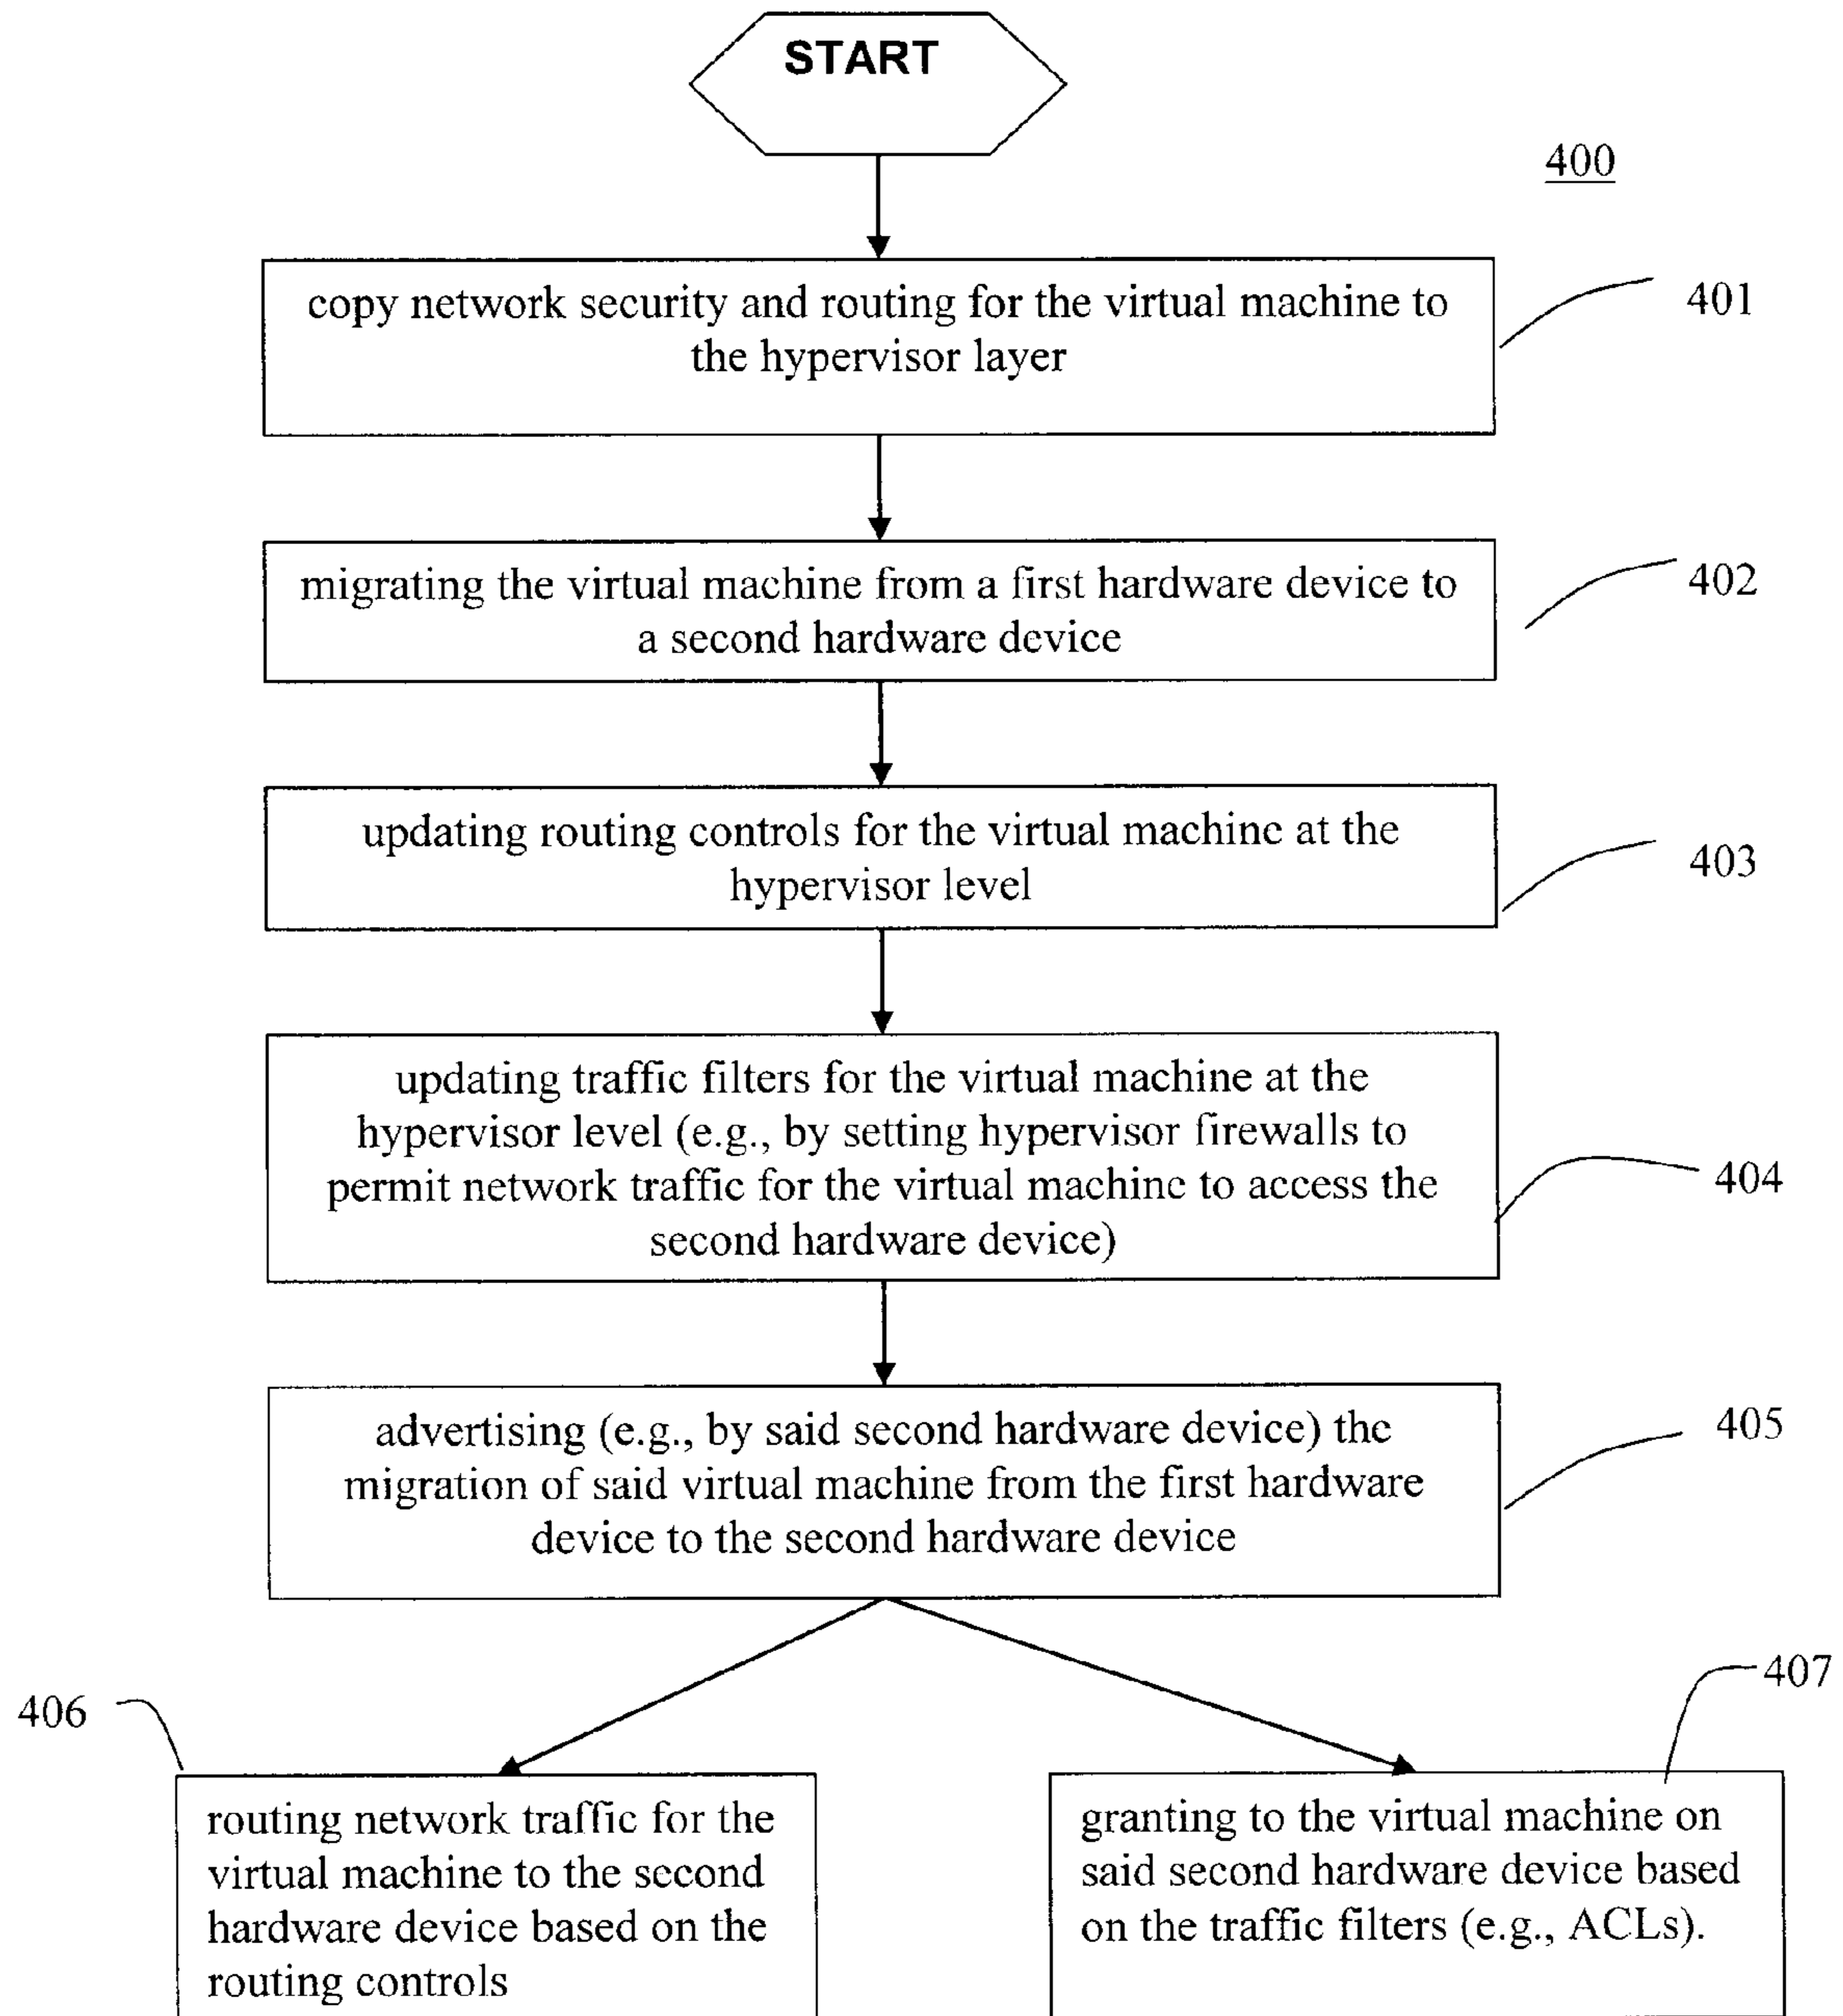 START
400
copy network security and routing for the virtual machine to
the hypervisor layer
401
migrating the virtual machine from a first hardware device to
a second hardware device
402
updating routing controls for the virtual machine at the
hypervisor level
403
updating traffic filters for the virtual machine at the
hypervisor level (e.g., by setting hypervisor firewalls to
permit network traffic for the virtual machine to access the
second hardware device)
404
advertising (e.g., by said second hardware device) the
migration of said virtual machine from the first hardware
device to the second hardware device
405
406
routing network traffic for the
virtual machine to the second
hardware device based on the
routing controls
407
granting to the virtual machine on
said second hardware device based
on the traffic filters (e.g., ACLs).